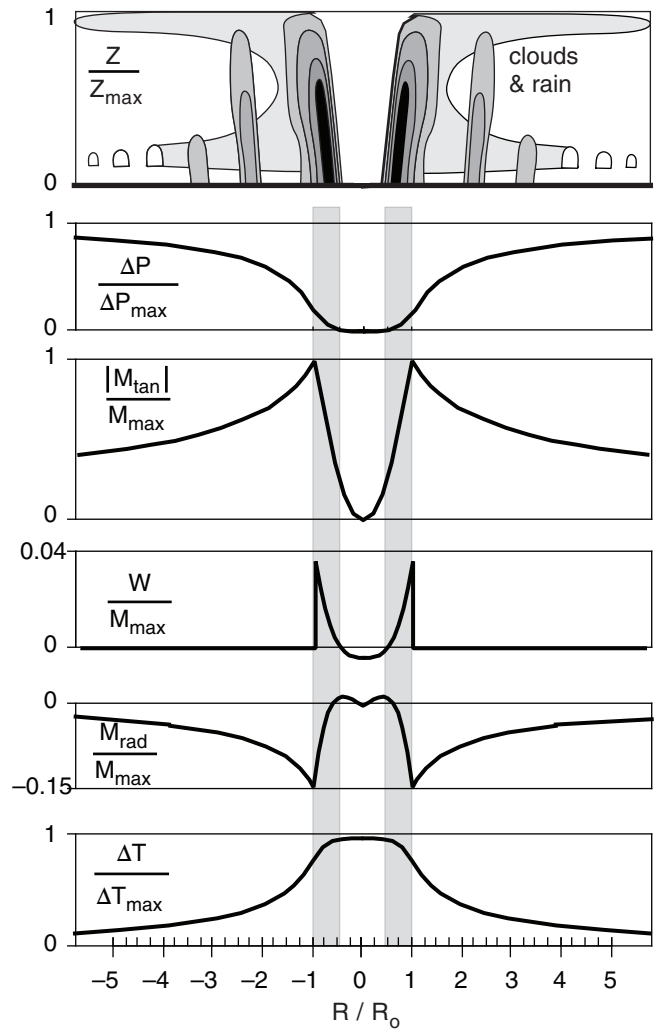 1
Z
Z_max
clouds
& rain
0
1
ΔP
ΔP_max
0
1
|M_tan|
M_max
0
0.04
W
M_max
0
0
M_rad
M_max
−0.15
1
ΔT
ΔT_max
0
−5 −4 −3 −2 −1 0 1 2 3 4 5
R / R_o